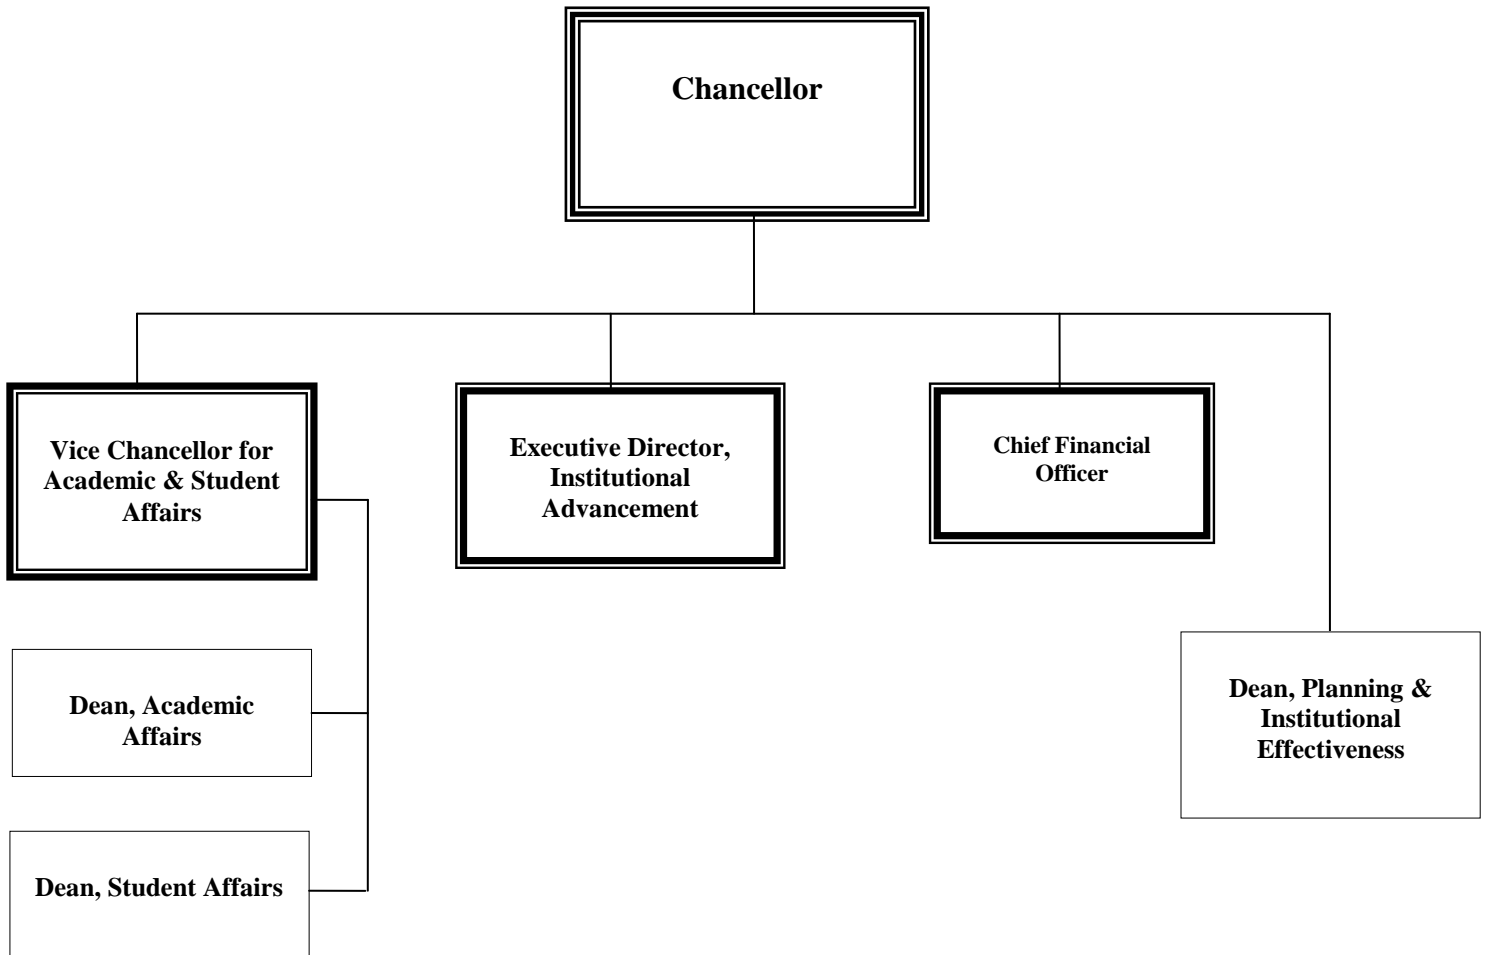 Chancellor
Vice Chancellor for
Academic & Student
Affairs
Executive Director,
Institutional
Advancement
Chief Financial
Officer
Dean, Academic
Affairs
Dean, Planning &
Institutional
Effectiveness
Dean, Student Affairs